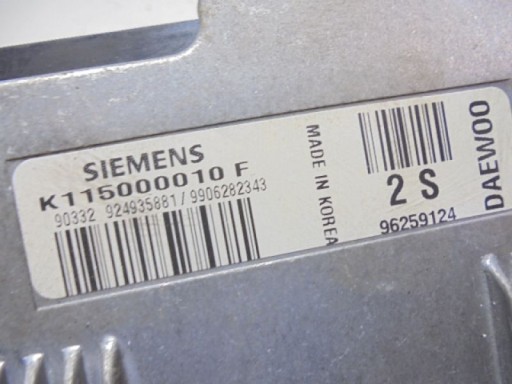 SIEMENS
K115000010 F
90332 924935881/9906282343
MADE IN KOREA
2 S
96259124
DAEWOO